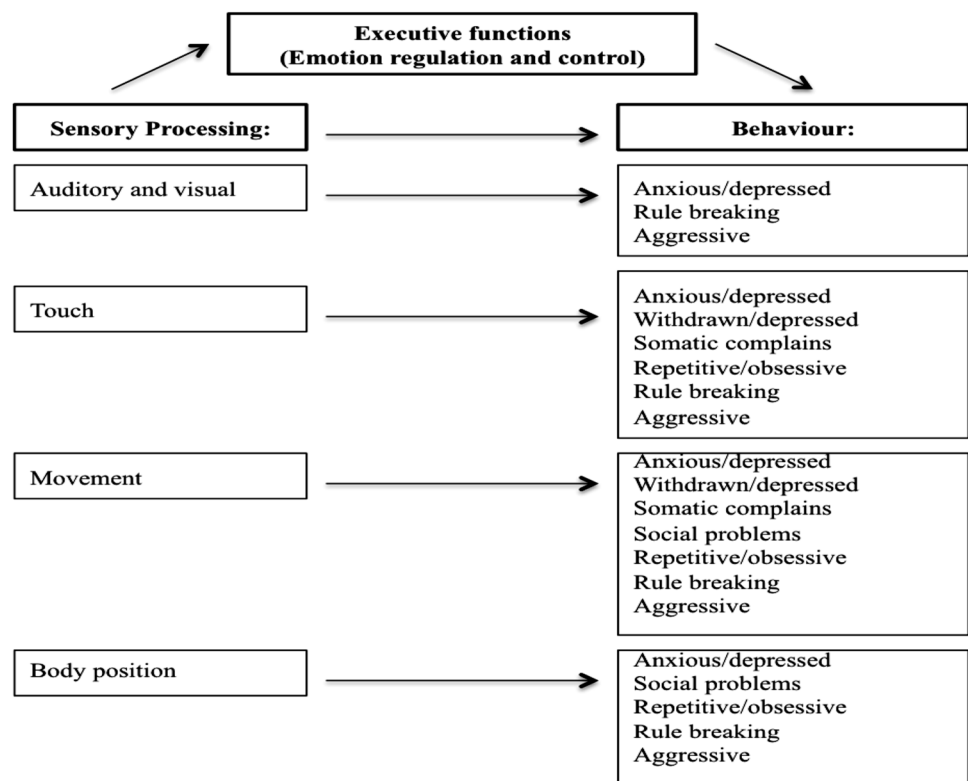 Executive functions
(Emotion regulation and control)
Sensory Processing:
Behaviour:
Auditory and visual
Anxious/depressed
Rule breaking
Aggressive
Touch
Anxious/depressed
Withdrawn/depressed
Somatic complains
Repetitive/obsessive
Rule breaking
Aggressive
Movement
Anxious/depressed
Withdrawn/depressed
Somatic complains
Social problems
Repetitive/obsessive
Rule breaking
Aggressive
Body position
Anxious/depressed
Social problems
Repetitive/obsessive
Rule breaking
Aggressive